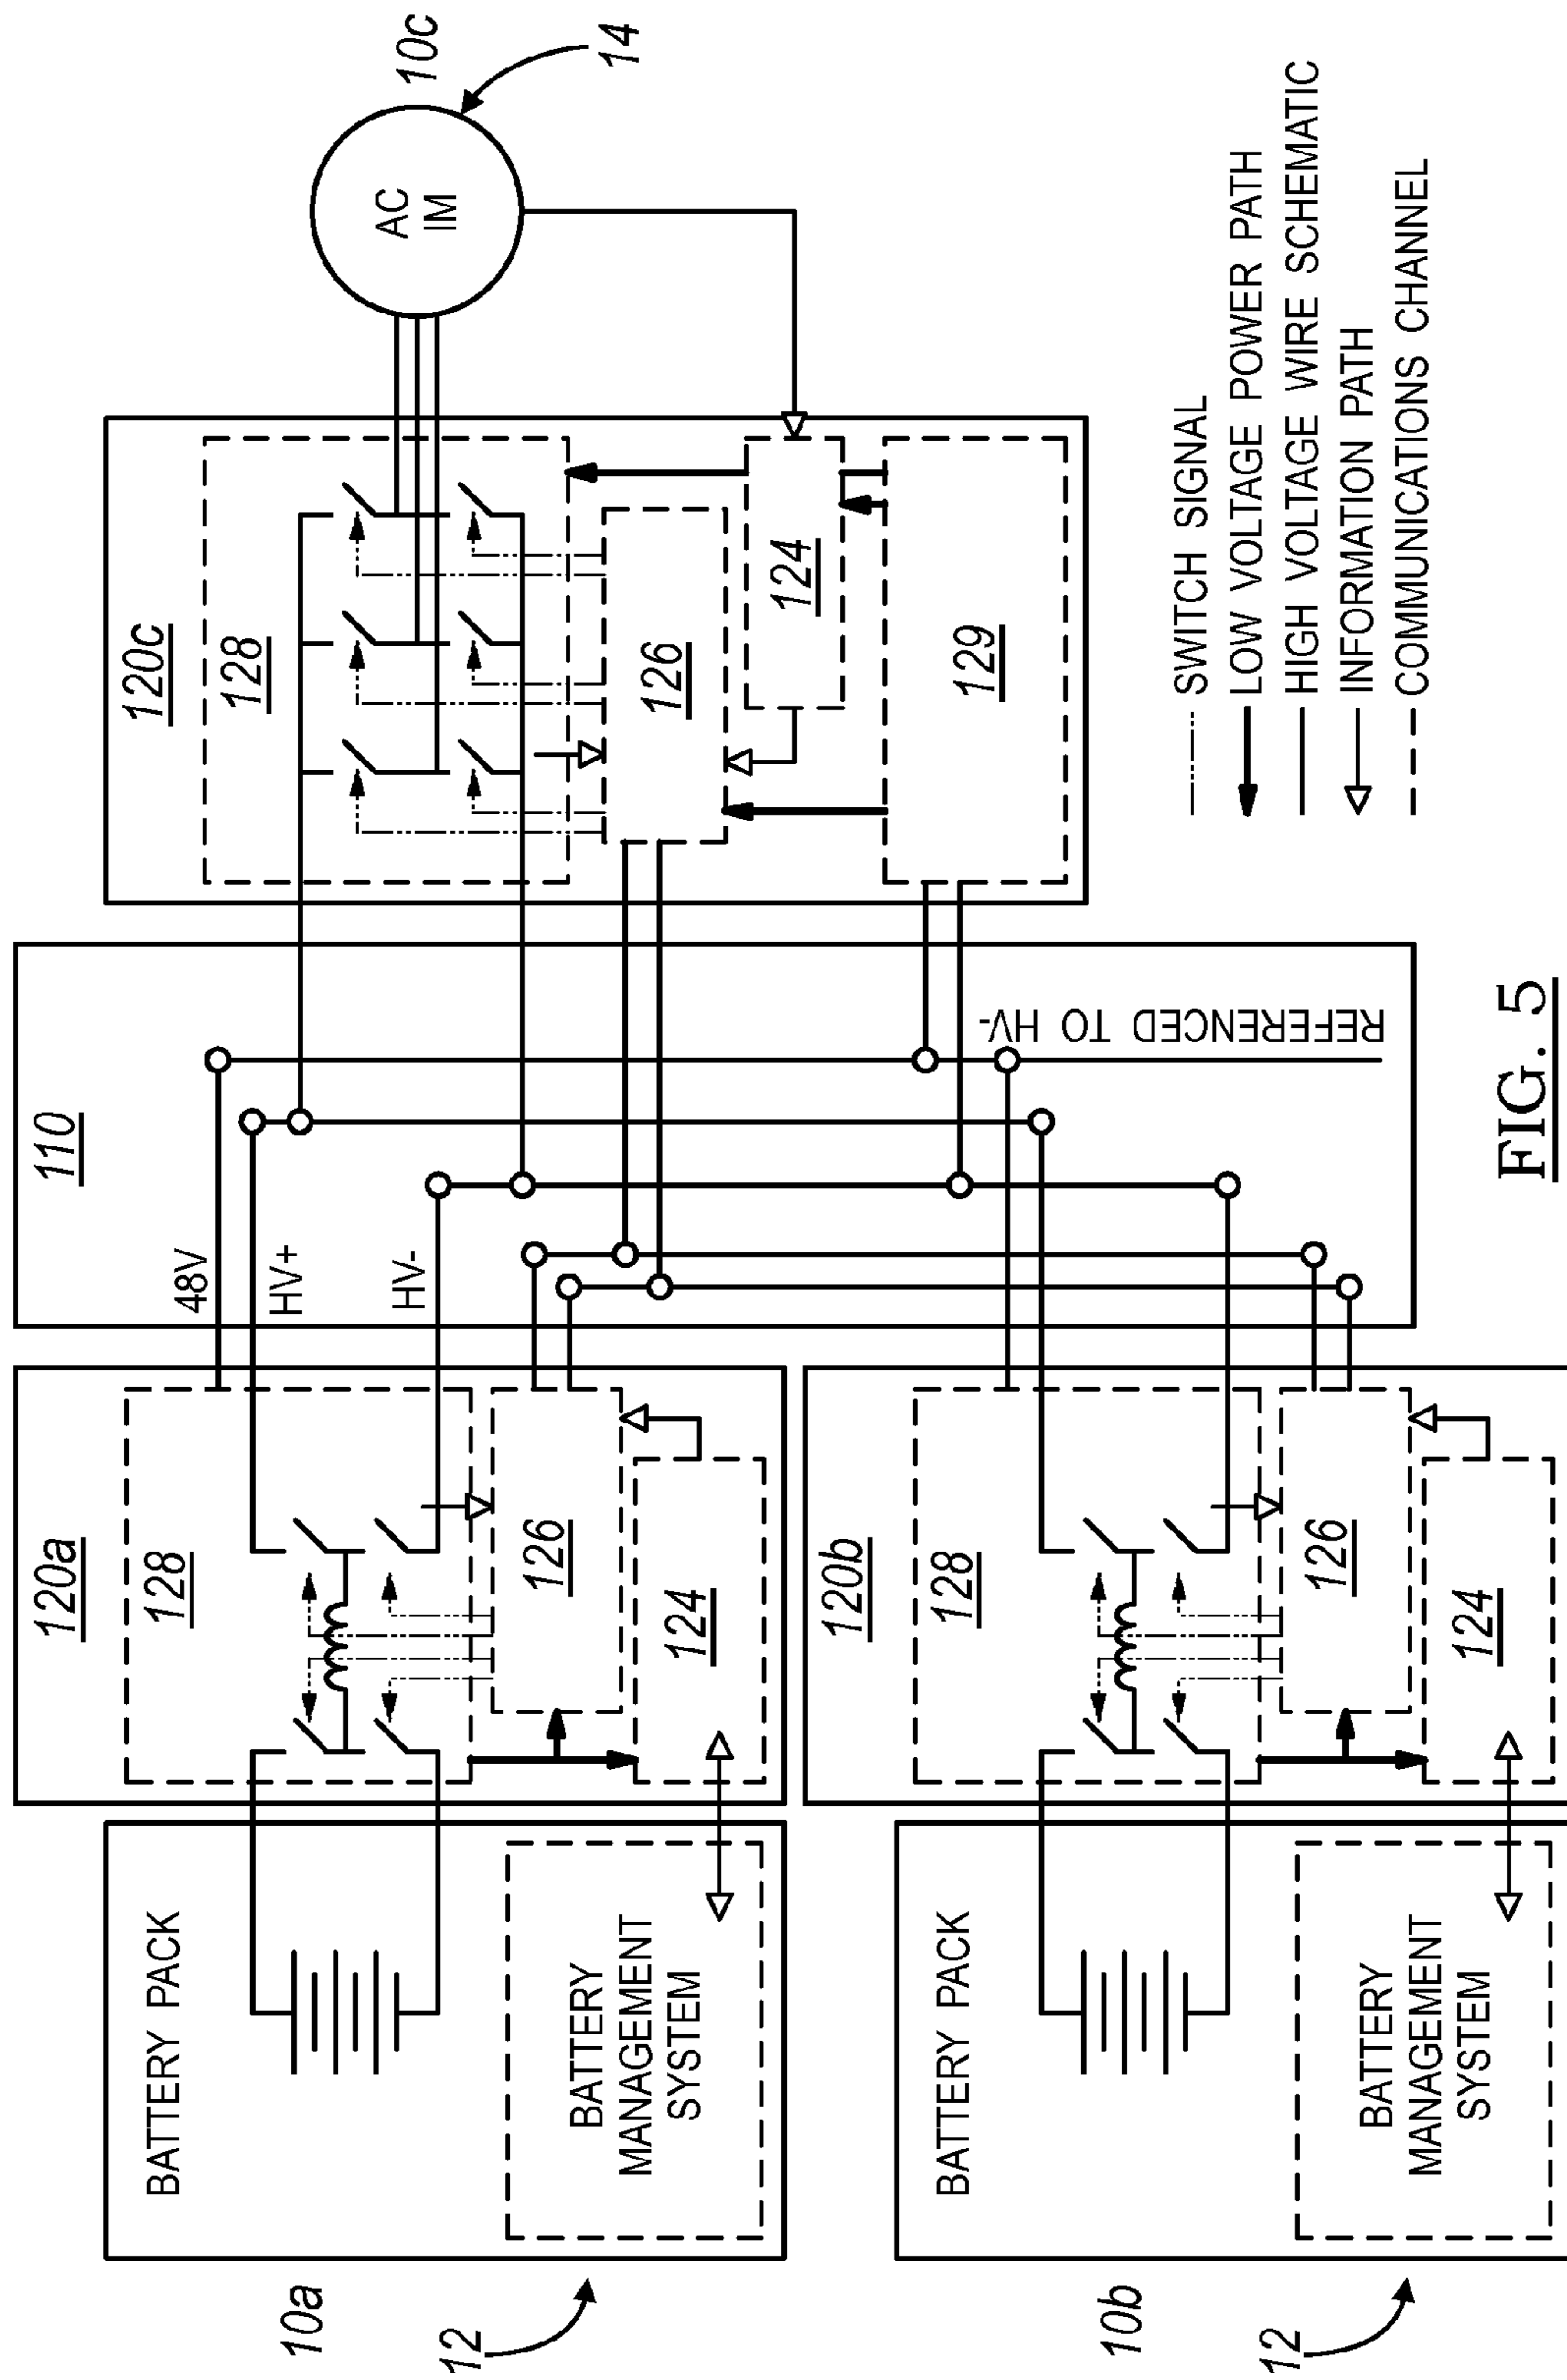 10a
12
BATTERY PACK
BATTERY
MANAGEMENT
SYSTEM
120a
128
126
124
110
48V
HV+
HV-
REFERENCED TO HV-
120c
128
126
124
129
AC
IM
10c
14
10b
12
BATTERY PACK
BATTERY
MANAGEMENT
SYSTEM
120b
128
126
124
SWITCH SIGNAL
LOW VOLTAGE POWER PATH
HIGH VOLTAGE WIRE SCHEMATIC
INFORMATION PATH
COMMUNICATIONS CHANNEL
FIG. 5